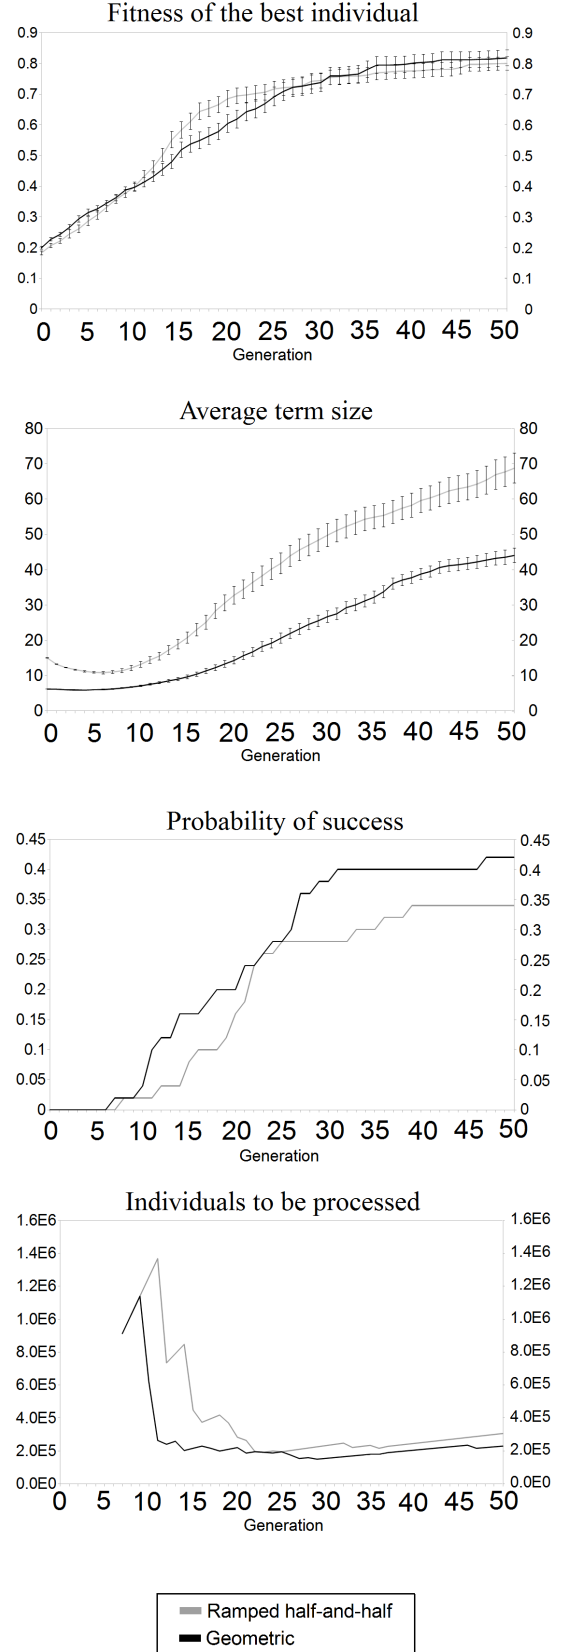 Fitness of the best individual
0.9 0.9
0.8 0.8
0.7 0.7
0.6 0.6
0.5 0.5
0.4 0.4
0.3 0.3
0.2 0.2
0.1 0.1
0 0
0 5 10 15 20 25 30 35 40 45 50
Generation
Average term size
80 80
70 70
60 60
50 50
40 40
30 30
20 20
10 10
0 0
0 5 10 15 20 25 30 35 40 45 50
Generation
Probability of success
0.45 0.45
0.4 0.4
0.35 0.35
0.3 0.3
0.25 0.25
0.2 0.2
0.15 0.15
0.1 0.1
0.05 0.05
0 0
0 5 10 15 20 25 30 35 40 45 50
Generation
Individuals to be processed
1.6E6 1.6E6
1.4E6 1.4E6
1.2E6 1.2E6
1.0E6 1.0E6
8.0E5 8.0E5
6.0E5 6.0E5
4.0E5 4.0E5
2.0E5 2.0E5
0.0E0 0.0E0
0 5 10 15 20 25 30 35 40 45 50
Generation
Ramped half-and-half
Geometric